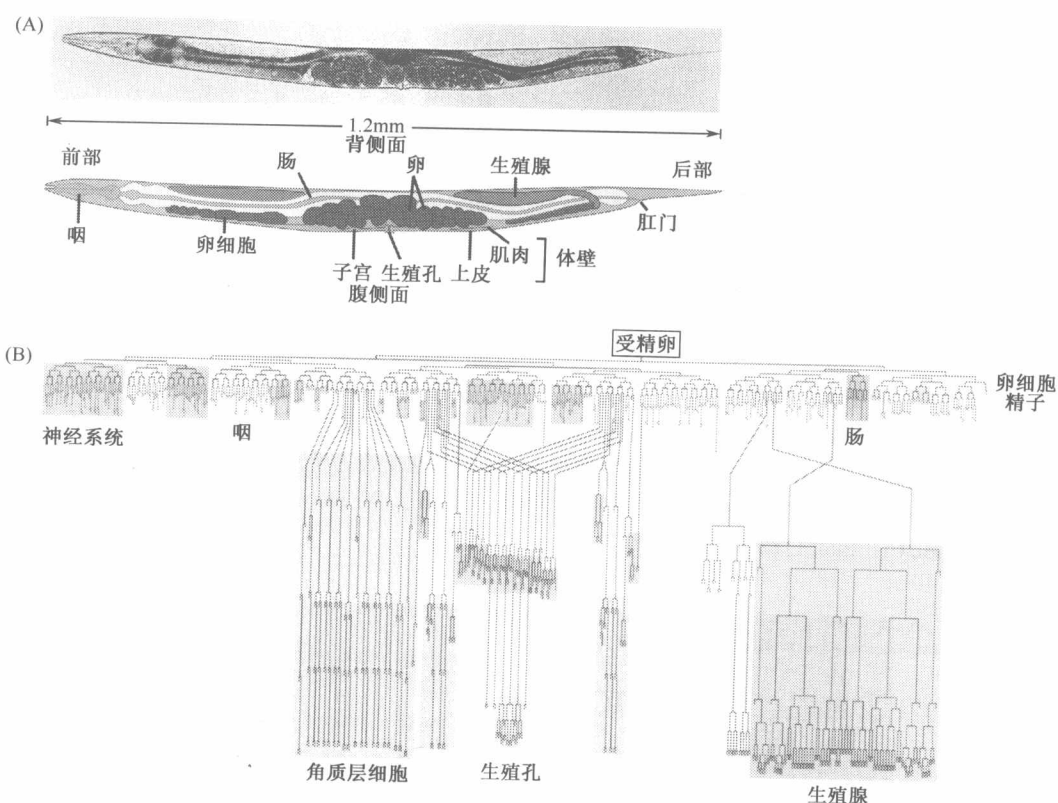 (A)
1.2mm
背侧面
前部
肠
卵
生殖腺
后部
咽
卵细胞
子宫
生殖孔
上皮
肌肉
体壁
肛门
腹侧面
(B)
受精卵
卵细胞
精子
神经系统
咽
肠
角质层细胞
生殖孔
生殖腺